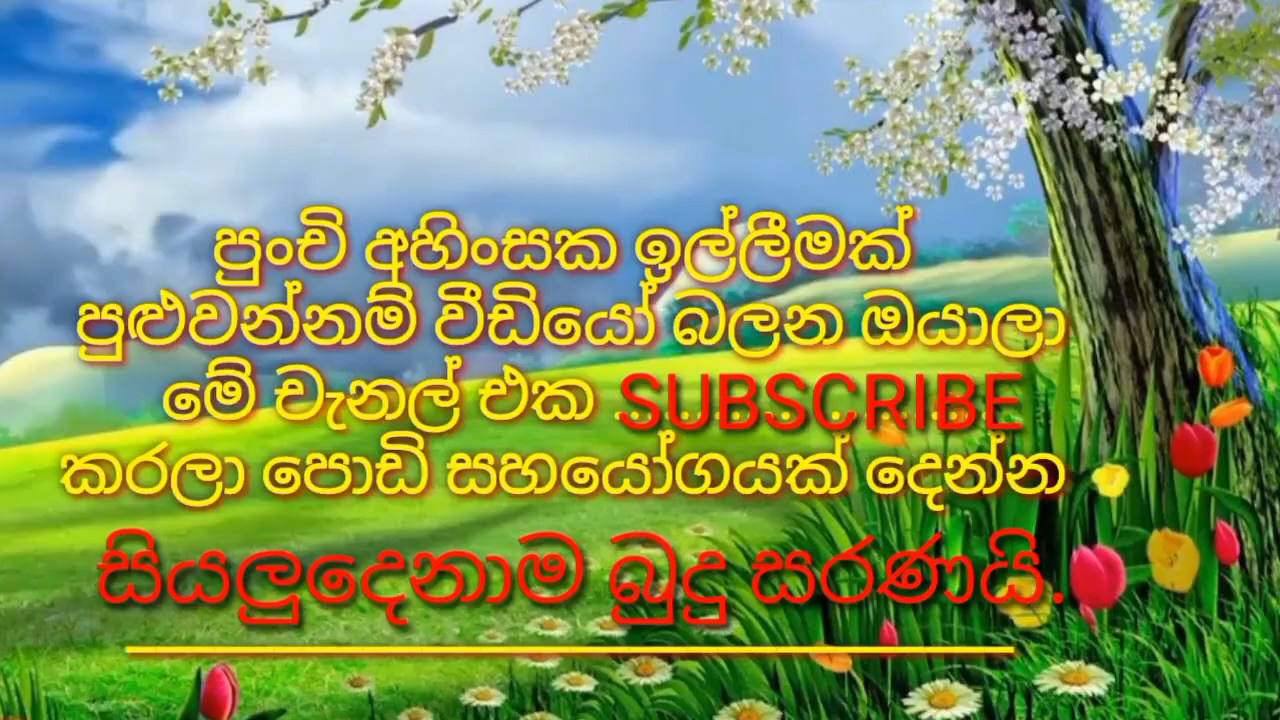 පුංචි අහිංසක ඉල්ලීමක්
පුළුවන්නම් වීඩියෝ බලන ඔයාලා
මේ චැනල් එක SUBSCRIBE
කරලා පොඩි සහයෝගයක් දෙන්න
සියලුදෙනාම බුදු සරණයි.